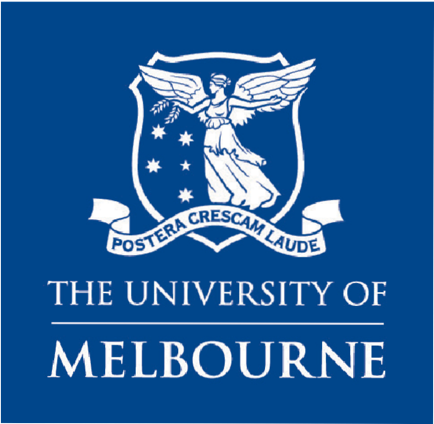 POSTERA CRESCAM LAUDE
THE UNIVERSITY OF
MELBOURNE